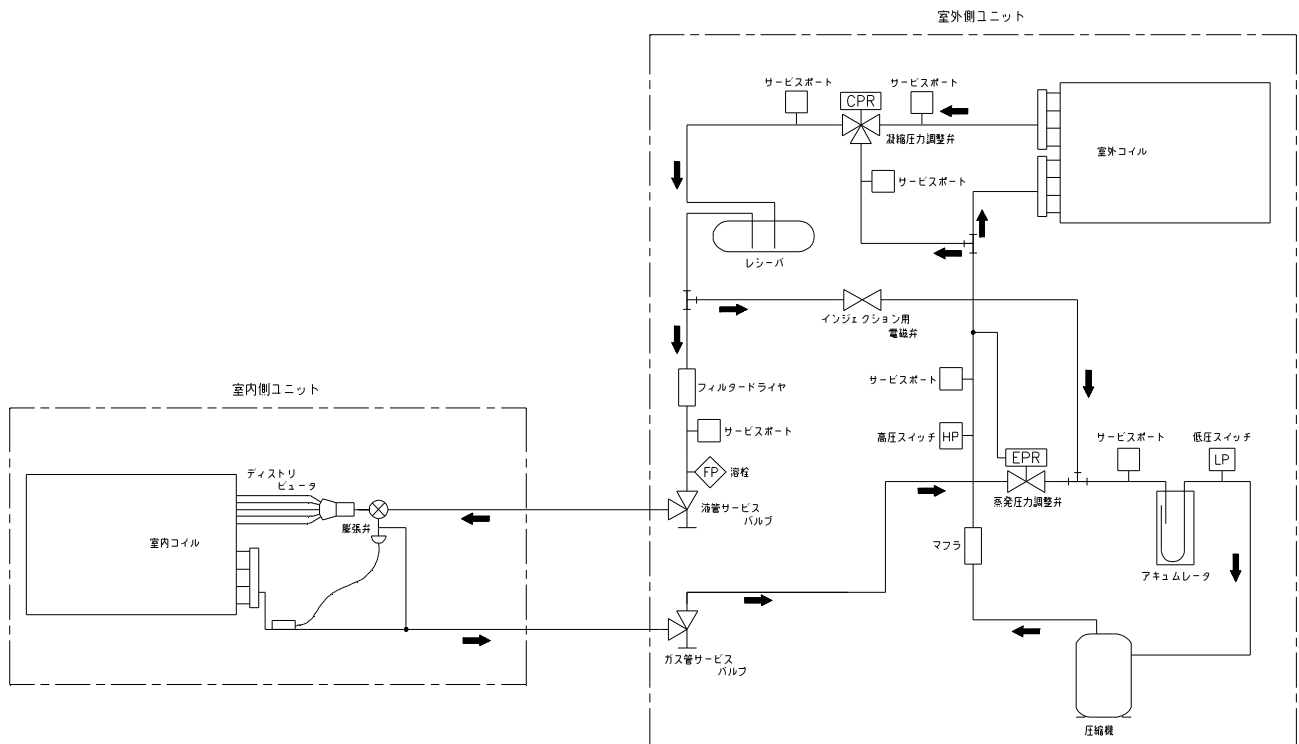 室外側ユニット
サービスポート
サービスポート
CPR
凝縮圧力調整弁
室外コイル
サービスポート
レシーバ
インジェクション用
電磁弁
室内側ユニット
フィルタードライヤ
サービスポート
サービスポート
高圧スイッチ
HP
サービスポート
低圧スイッチ
LP
EPR
蒸発圧力調整弁
FP
溶栓
ディストリ
ビュータ
膨張弁
液管サービス
バルブ
室内コイル
マフラ
アキュムレータ
ガス管サービス
バルブ
圧縮機